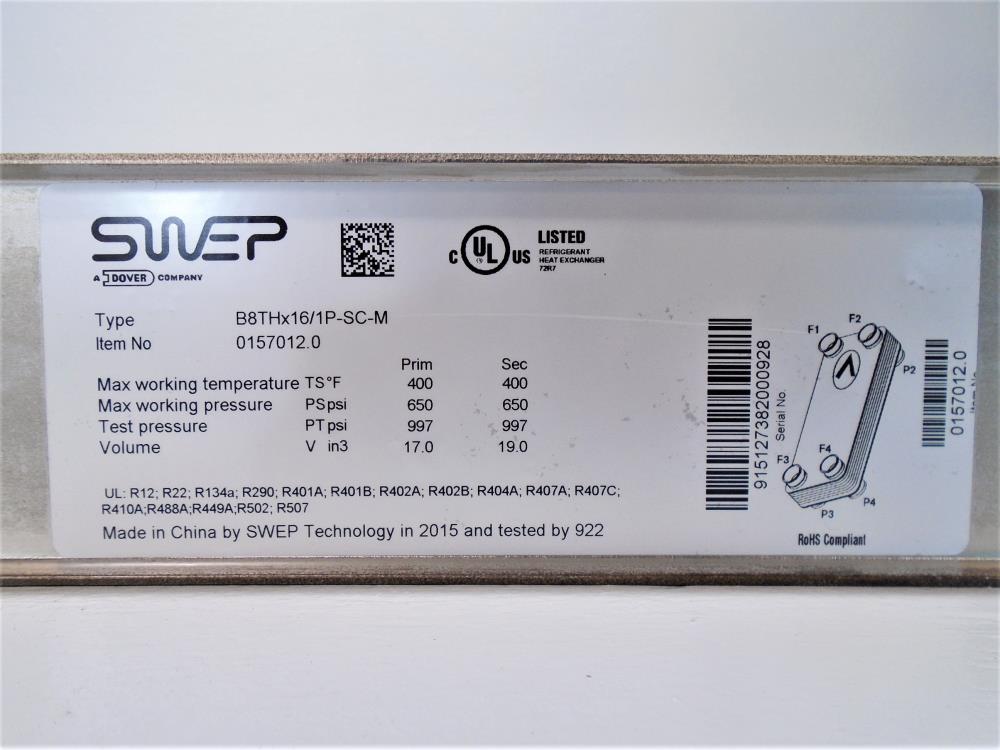 SWEP
A DOVER COMPANY
C UL US LISTED
REFRIGERANT
HEAT EXCHANGER
72R7
Type B8THx16/1P-SC-M
Item No 0157012.0
Prim Sec
Max working temperature TS°F 400 400
Max working pressure PSpsi 650 650
Test pressure PTpsi 997 997
Volume V in3 17.0 19.0
UL: R12; R22; R134a; R290; R401A; R401B; R402A; R402B; R404A; R407A; R407C;
R410A;R488A;R449A;R502; R507
Made in China by SWEP Technology in 2015 and tested by 922
9151273820000928
Serial No.
F1
F2
P2
F3
F4
P3
P4
RoHS Compliant
0157012.0
Item No